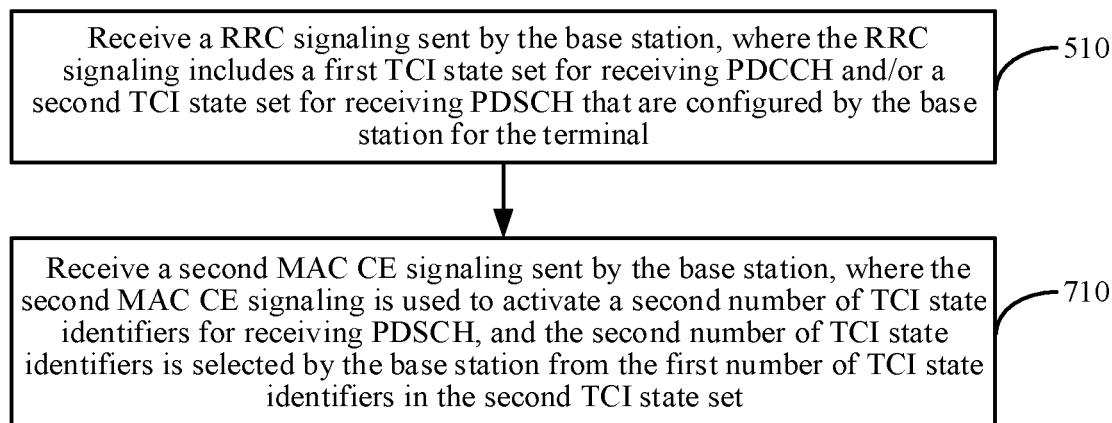 Receive a RRC signaling sent by the base station, where the RRC
signaling includes a first TCI state set for receiving PDCCH and/or a
second TCI state set for receiving PDSCH that are configured by the base
station for the terminal
510
Receive a second MAC CE signaling sent by the base station, where the
second MAC CE signaling is used to activate a second number of TCI state
identifiers for receiving PDSCH, and the second number of TCI state
identifiers is selected by the base station from the first number of TCI state
identifiers in the second TCI state set
710